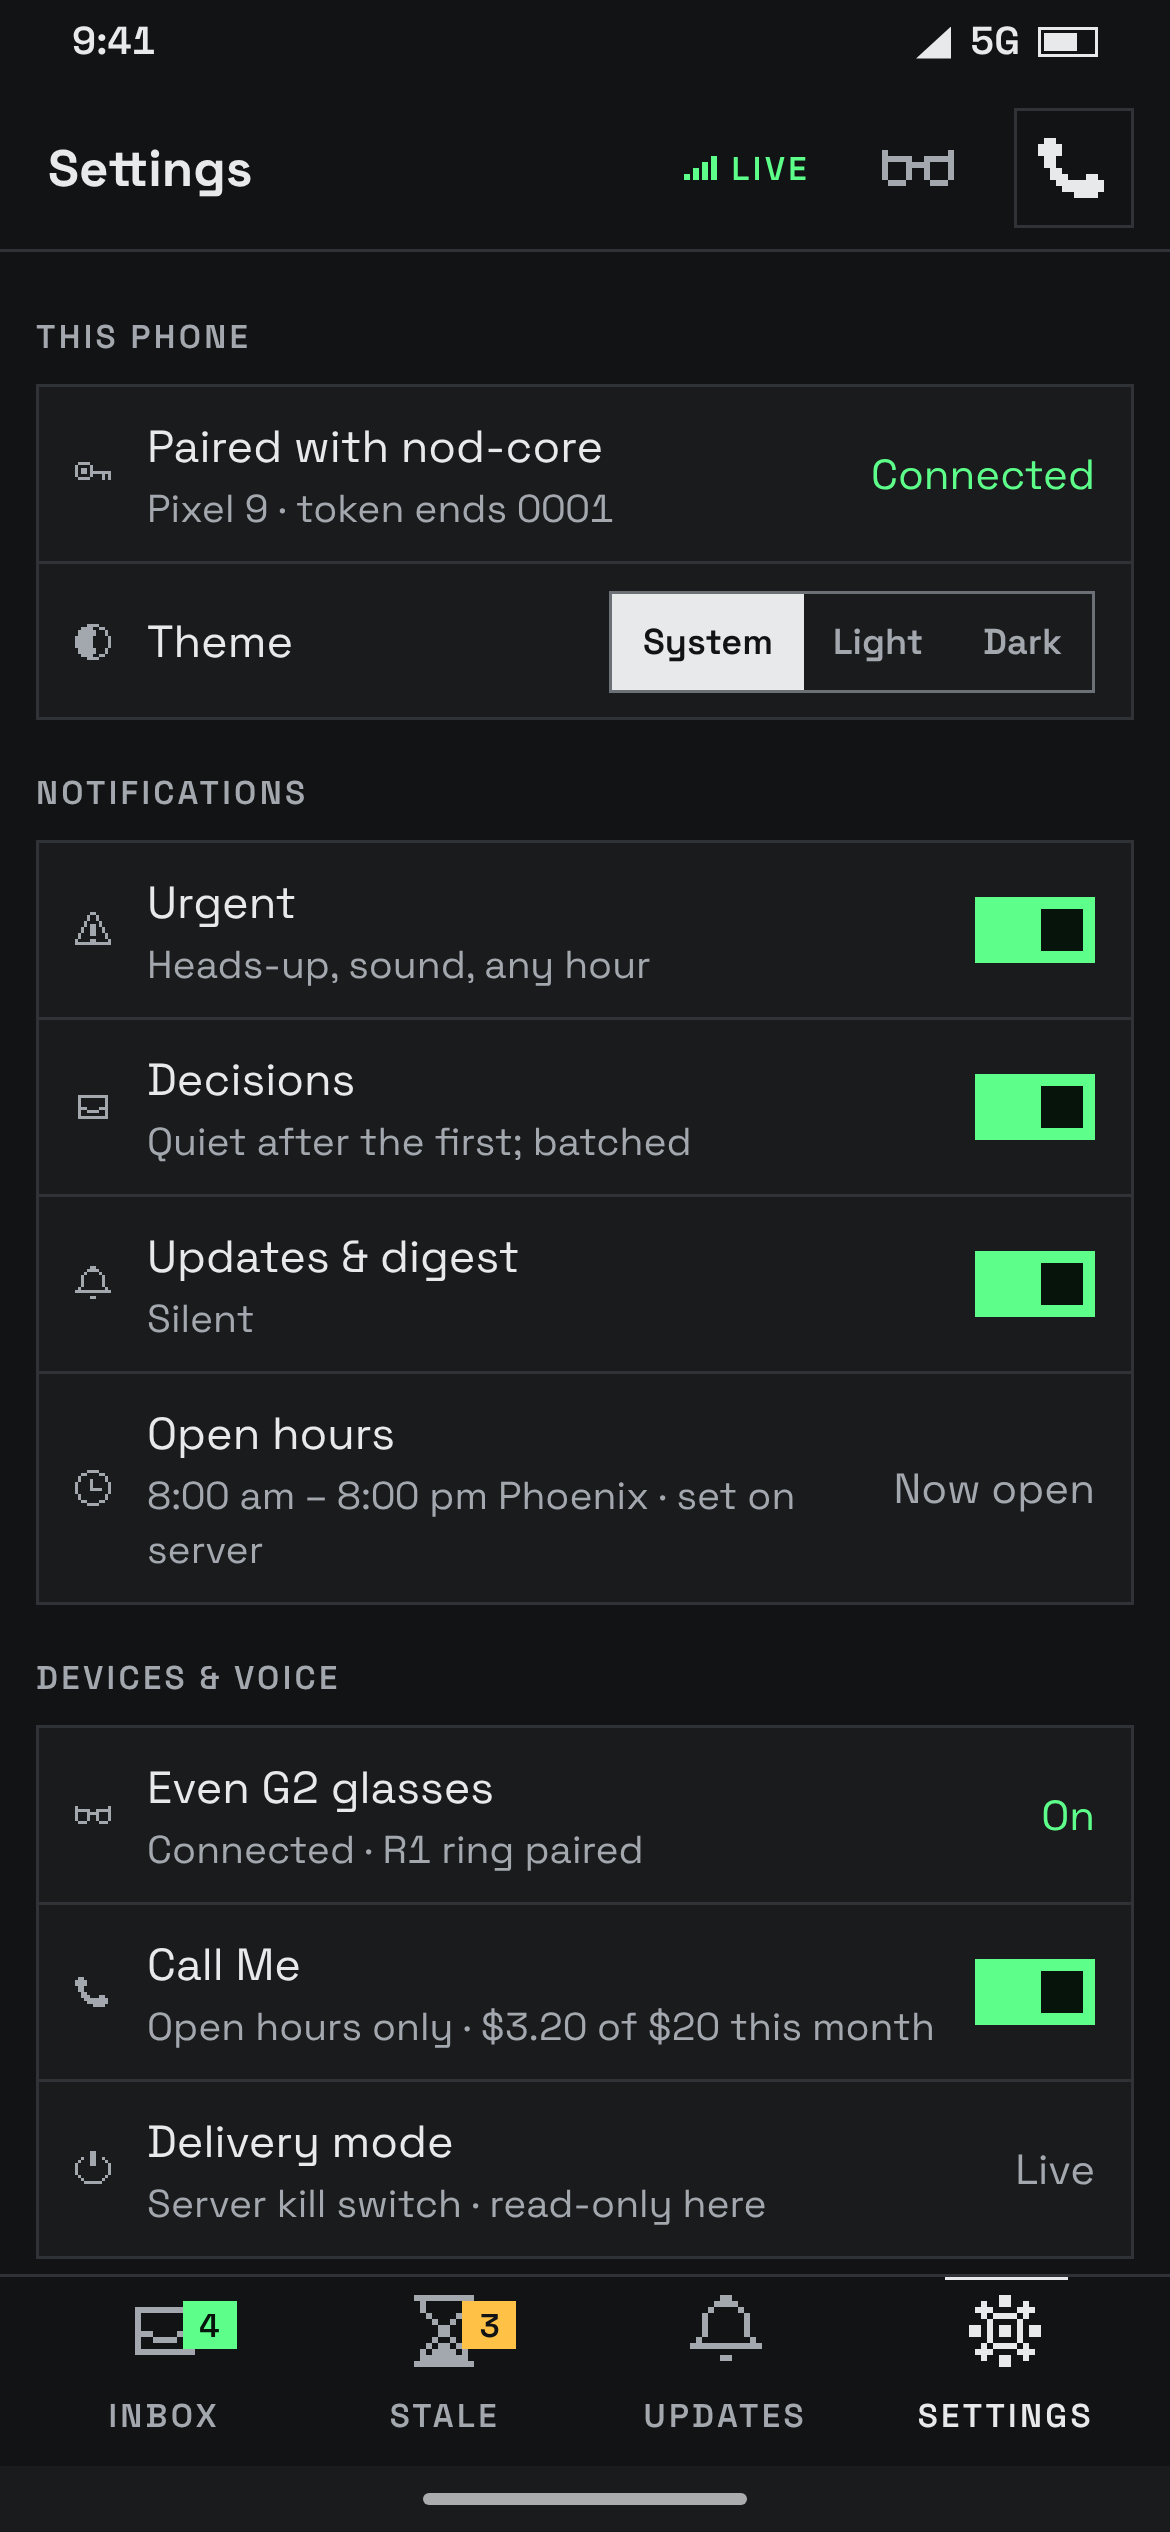 9:41
5G
Settings
LIVE
THIS PHONE
Paired with nod-core
Pixel 9 · token ends 0001
Connected
Theme
System
Light
Dark
NOTIFICATIONS
Urgent
Heads-up, sound, any hour
Decisions
Quiet after the first; batched
Updates & digest
Silent
Open hours
8:00 am – 8:00 pm Phoenix · set on
server
Now open
DEVICES & VOICE
Even G2 glasses
Connected · R1 ring paired
On
Call Me
Open hours only · $3.20 of $20 this month
Delivery mode
Server kill switch · read-only here
Live
4
3
INBOX
STALE
UPDATES
SETTINGS